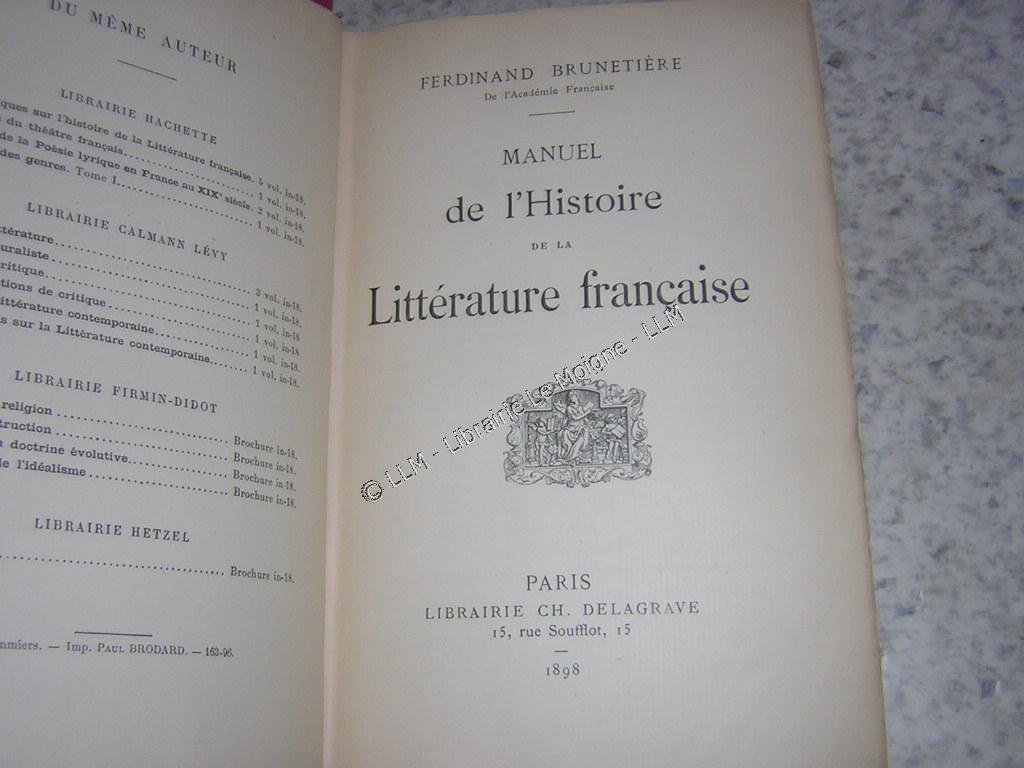 DU MÊME AUTEUR
LIBRAIRIE HACHETTE
ques sur l'histoire de la Littérature française. 5 vol. in-18.
du théâtre français........................ 1 vol. in-18.
de la Poésie lyrique en France au XIXe siècle. 2 vol. in-18.
des genres. Tome I........................ 1 vol. in-18.
LIBRAIRIE CALMANN LÉVY
ttérature........................ 3 vol. in-18.
uraliste........................ 1 vol. in-18
ritique........................ 1 vol. in-18
tions de critique........................ 1 vol. in-18
ittérature contemporaine........................ 1 vol. in-18.
s sur la Littérature contemporaine........ 1 vol. in-18.
LIBRAIRIE FIRMIN-DIDOT
religion ........................ Brochure in-18.
truction ........................ Brochure in-18.
doctrine évolutive........................ Brochure in-18.
e l'idéalisme ........................ Brochure in-18.
LIBRAIRIE HETZEL
........................ Brochure in-18.
mmiers. — Imp. PAUL BRODARD. — 163-96.
FERDINAND BRUNETIÈRE
De l'Académie Française
MANUEL
de l'Histoire
DE LA
Littérature française
© LLM - Librairie Le Moigne - LLM
PARIS
LIBRAIRIE CH. DELAGRAVE
15, rue Soufflot, 15
1898